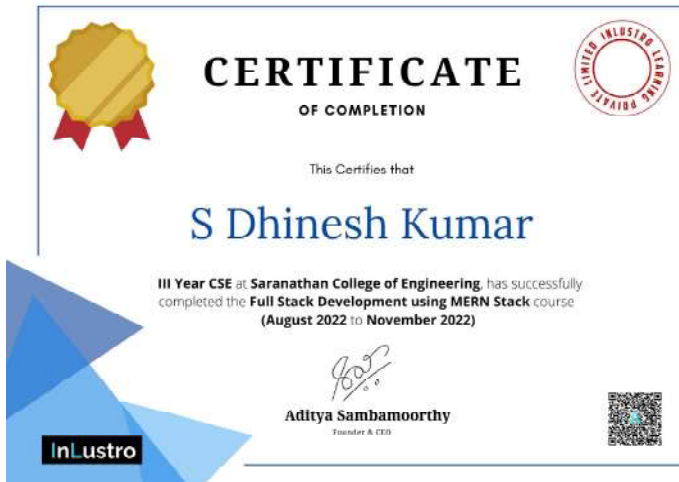 CERTIFICATE
INLUSTRO LEARNING PRIVATE LIMITED
OF COMPLETION
This Certifies that
S Dhinesh Kumar
III Year CSE at Saranathan College of Engineering, has successfully
completed the Full Stack Development using MERN Stack course
(August 2022 to November 2022)
Aditya Sambamoorthy
Founder & CEO
InLustro